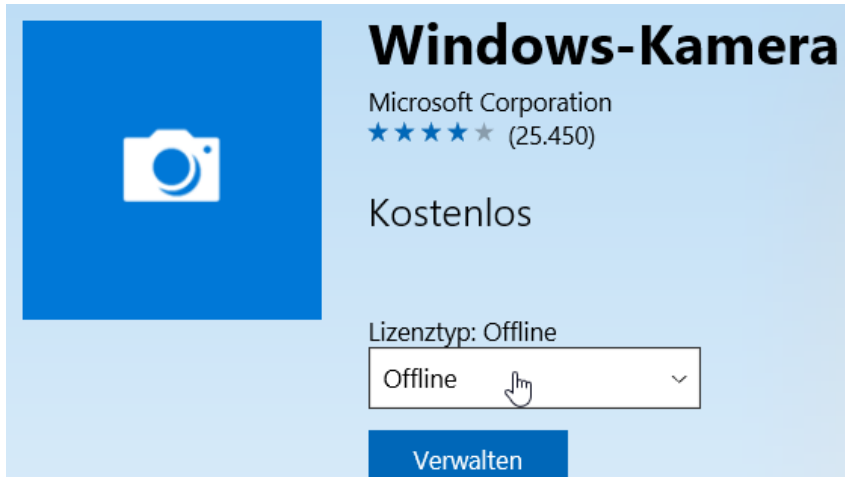 Windows-Kamera
Microsoft Corporation
(25.450)
Kostenlos
Lizenztyp: Offline
Offline
Verwalten